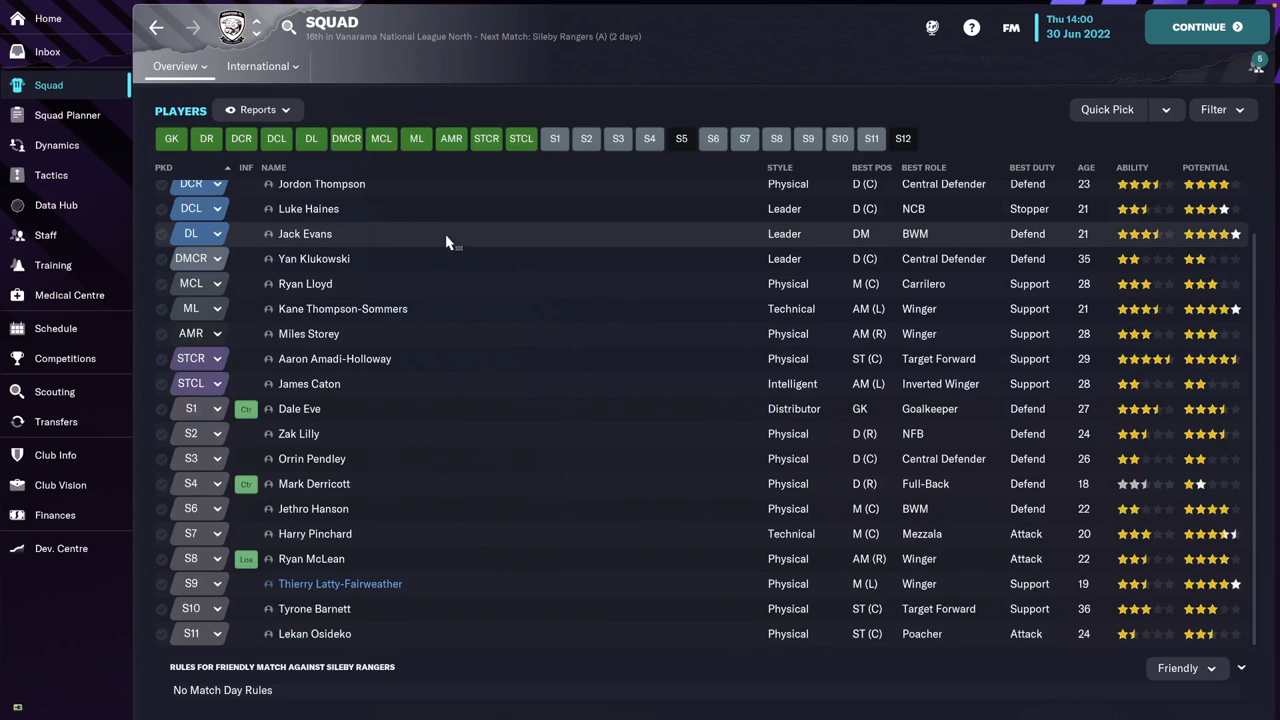 Home
Inbox
Squad
Squad Planner
Dynamics
Tactics
Data Hub
Staff
Training
Medical Centre
Schedule
Competitions
Scouting
Transfers
Club Info
Club Vision
Finances
Dev. Centre
SQUAD
16th in Vanarama National League North - Next Match: Sileby Rangers (A) (2 days)
FM
Thu 14:00
30 Jun 2022
CONTINUE
Overview International
5
PLAYERS Reports Quick Pick Filter
GK DR DCR DCL DL DMCR MCL ML AMR STCR STCL S1 S2 S3 S4 S5 S6 S7 S8 S9 S10 S11 S12
PKD INF NAME STYLE BEST POS BEST ROLE BEST DUTY AGE ABILITY POTENTIAL
DCR Jordon Thompson Physical D (C) Central Defender Defend 23
DCL Luke Haines Leader D (C) NCB Stopper 21
DL Jack Evans Leader DM BWM Defend 21
DMCR Yan Klukowski Leader D (C) Central Defender Defend 35
MCL Ryan Lloyd Physical M (C) Carrilero Support 28
ML Kane Thompson-Sommers Technical AM (L) Winger Support 21
AMR Miles Storey Physical AM (R) Winger Support 28
STCR Aaron Amadi-Holloway Physical ST (C) Target Forward Support 29
STCL James Caton Intelligent AM (L) Inverted Winger Support 28
S1 Ctr Dale Eve Distributor GK Goalkeeper Defend 27
S2 Zak Lilly Physical D (R) NFB Defend 24
S3 Orrin Pendley Physical D (C) Central Defender Defend 26
S4 Ctr Mark Derricott Physical D (R) Full-Back Defend 18
S6 Jethro Hanson Physical M (C) BWM Defend 22
S7 Harry Pinchard Technical M (C) Mezzala Attack 20
S8 Loa Ryan McLean Physical AM (R) Winger Attack 22
S9 Thierry Latty-Fairweather Physical M (L) Winger Support 19
S10 Tyrone Barnett Physical ST (C) Target Forward Support 36
S11 Lekan Osideko Physical ST (C) Poacher Attack 24
RULES FOR FRIENDLY MATCH AGAINST SILEBY RANGERS
Friendly
No Match Day Rules